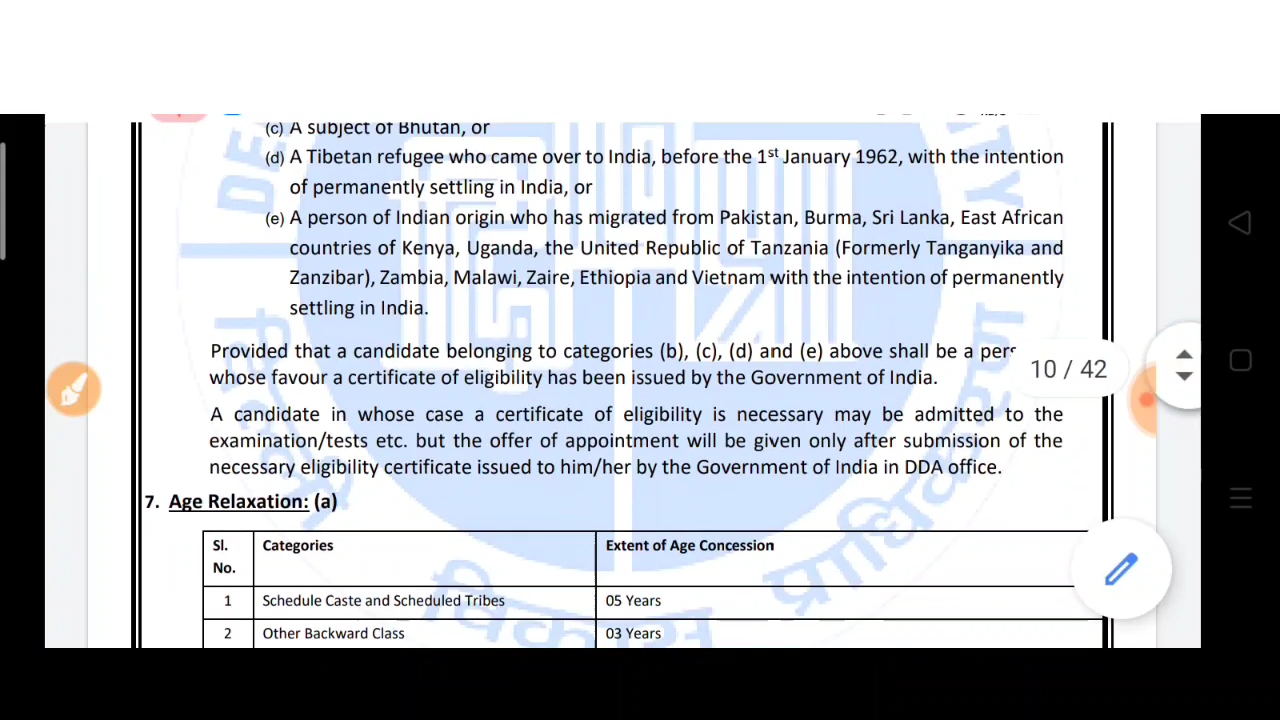 (c) A subject of Bhutan, or
(d) A Tibetan refugee who came over to India, before the 1st January 1962, with the intention
of permanently settling in India, or
(e) A person of Indian origin who has migrated from Pakistan, Burma, Sri Lanka, East African
countries of Kenya, Uganda, the United Republic of Tanzania (Formerly Tanganyika and
Zanzibar), Zambia, Malawi, Zaire, Ethiopia and Vietnam with the intention of permanently
settling in India.
Provided that a candidate belonging to categories (b), (c), (d) and (e) above shall be a
whose favour a certificate of eligibility has been issued by the Government of India.
10 / 42
A candidate in whose case a certificate of eligibility is necessary may be admitted to the
examination/tests etc. but the offer of appointment will be given only after submission of the
necessary eligibility certificate issued to him/her by the Government of India in DDA office.
7. Age Relaxation: (a)
Sl. No. Categories Extent of Age Concession
1 Schedule Caste and Scheduled Tribes 05 Years
2 Other Backward Class 03 Years